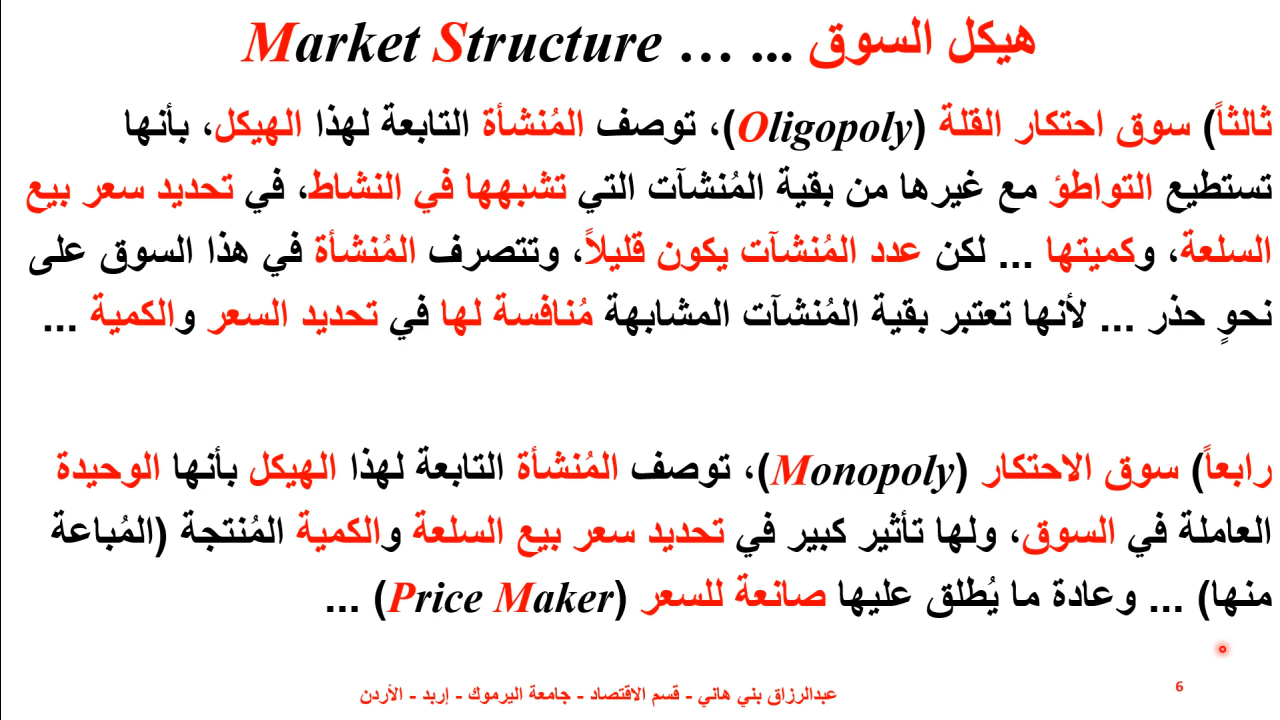 هيكل السوق ... ... Market Structure
ثالثاً) سوق احتكار القلة (Oligopoly)، توصف المُنشأة التابعة لهذا الهيكل، بأنها
تستطيع التواطؤ مع غيرها من بقية المُنشآت التي تشبهها في النشاط، في تحديد سعر بيع
السلعة، وكميتها ... لكن عدد المُنشآت يكون قليلاً، وتتصرف المُنشأة في هذا السوق على
نحوٍ حذر ... لأنها تعتبر بقية المُنشآت المشابهة مُنافسة لها في تحديد السعر والكمية ...
رابعاً) سوق الاحتكار (Monopoly)، توصف المُنشأة التابعة لهذا الهيكل بأنها الوحيدة
العاملة في السوق، ولها تأثير كبير في تحديد سعر بيع السلعة والكمية المُنتجة (المُباعة
منها) ... وعادة ما يُطلق عليها صانعة للسعر (Price Maker) ...
عبدالرزاق بني هاني - قسم الاقتصاد - جامعة اليرموك - إربد - الأردن
6